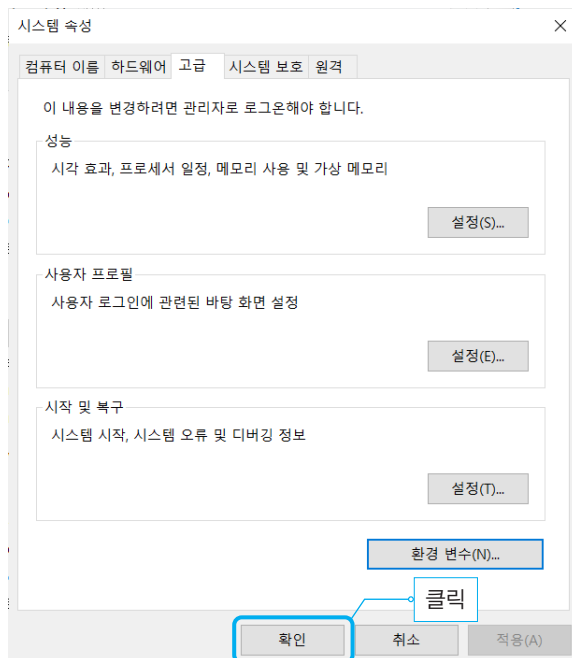 시스템 속성
컴퓨터 이름 하드웨어 고급 시스템 보호 원격
이 내용을 변경하려면 관리자로 로그온해야 합니다.
성능
시각 효과, 프로세서 일정, 메모리 사용 및 가상 메모리
설정(S)...
사용자 프로필
사용자 로그인에 관련된 바탕 화면 설정
설정(E)...
시작 및 복구
시스템 시작, 시스템 오류 및 디버깅 정보
설정(T)...
환경 변수(N)...
클릭
확인 취소 적용(A)